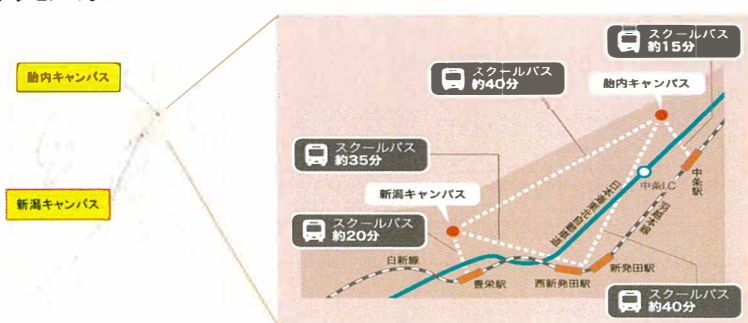 胎内キャンパス
新潟キャンパス
スクールバス
約15分
スクールバス
約40分
胎内キャンパス
スクールバス
約35分
新潟キャンパス
スクールバス
約20分
中条I.C
中条駅
日本海東北自動車道
白新線
豊栄駅
西新発田駅
新発田駅
スクールバス
約40分